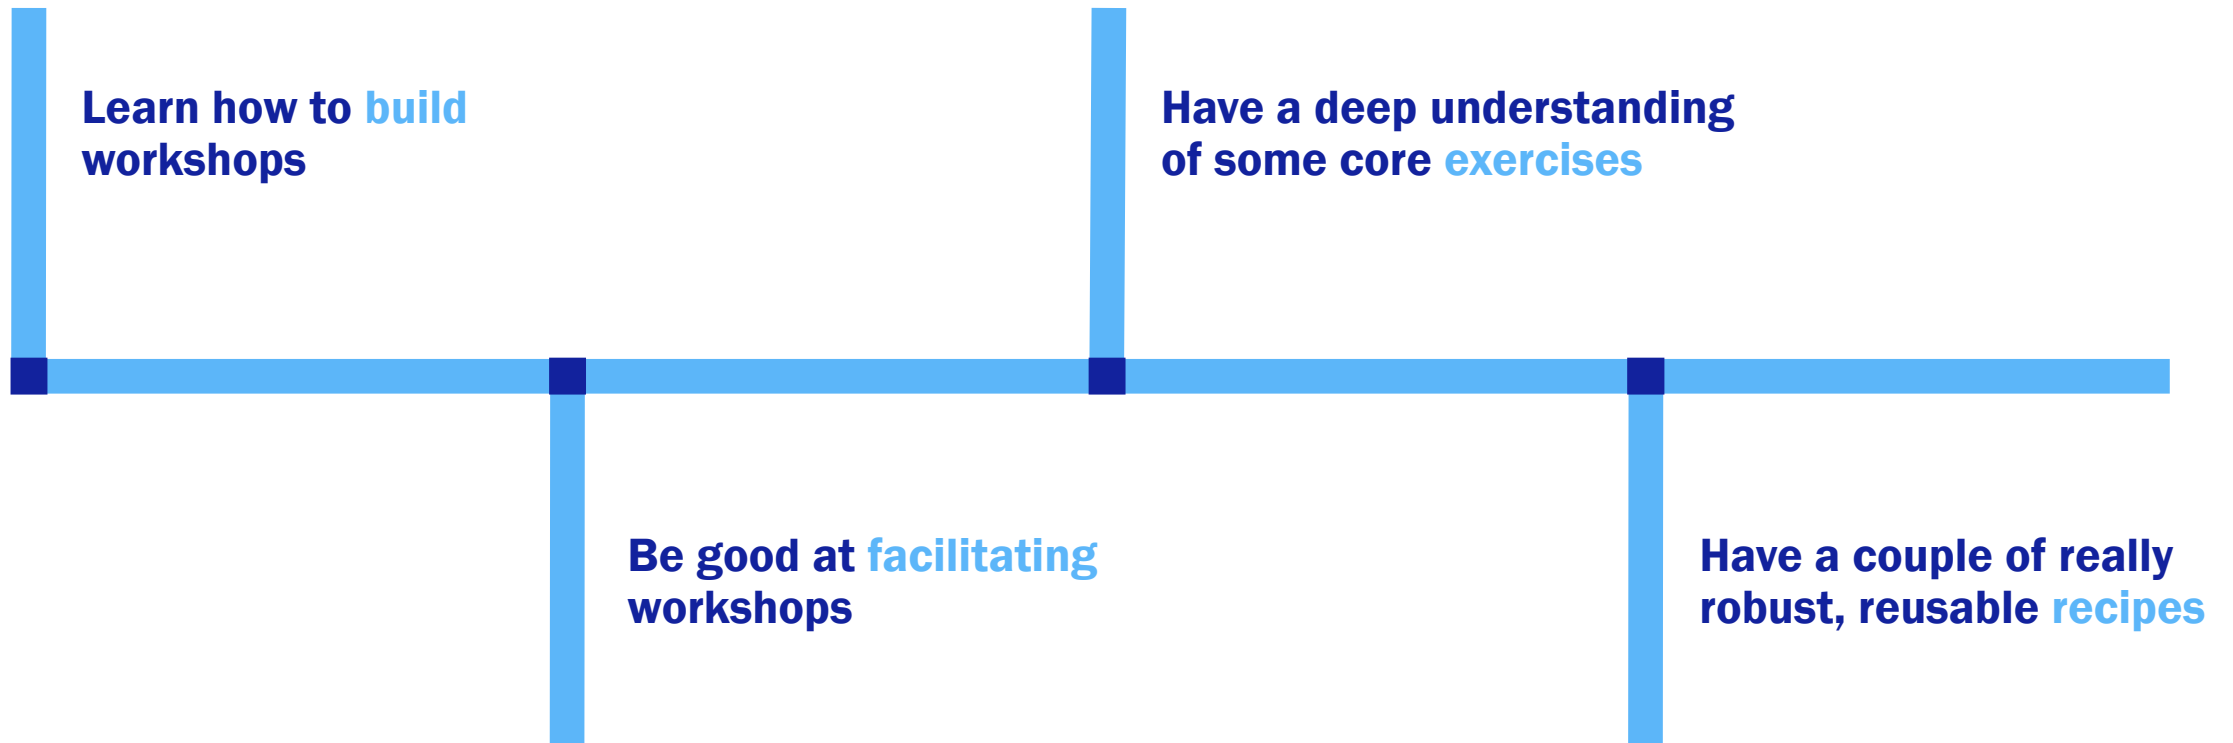 Learn how to build
workshops
Be good at facilitating
workshops
Have a deep understanding
of some core exercises
Have a couple of really
robust, reusable recipes